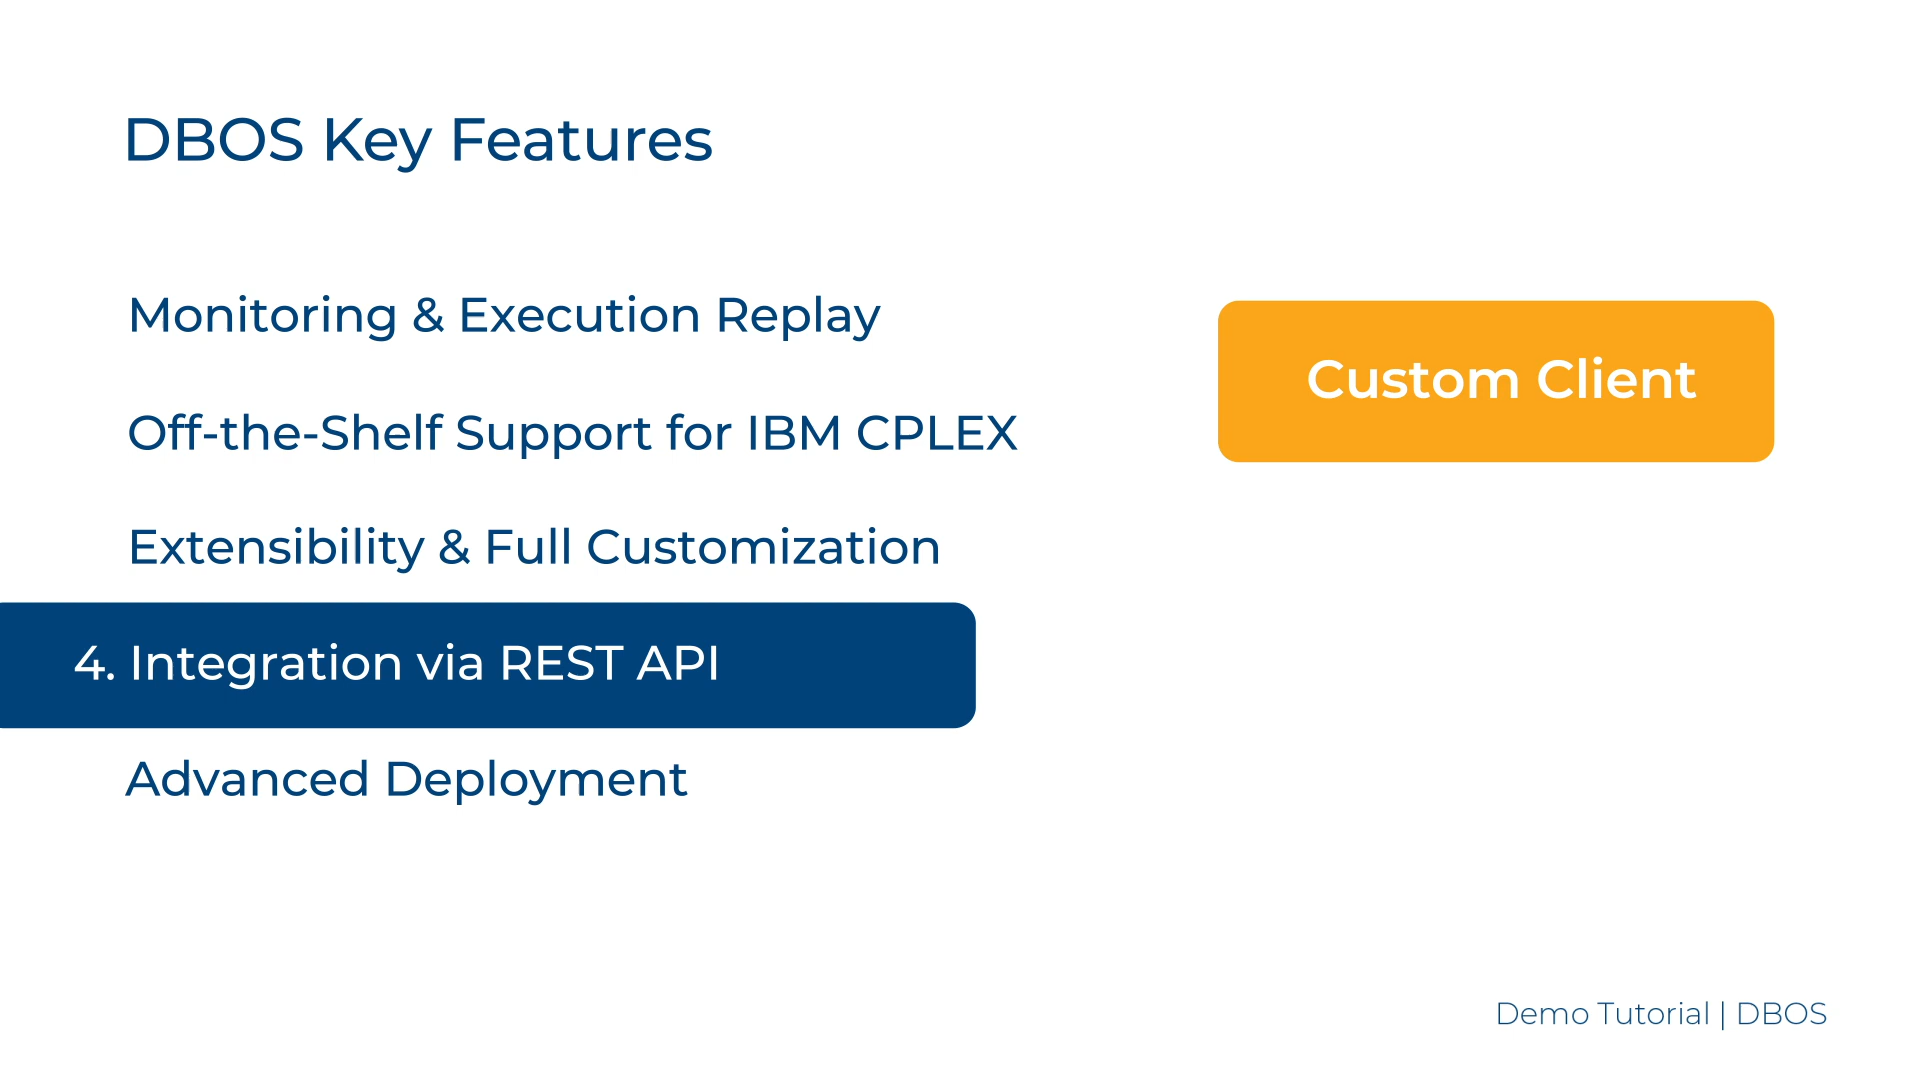 DBOS Key Features
Monitoring & Execution Replay
Off-the-Shelf Support for IBM CPLEX
Extensibility & Full Customization
4. Integration via REST API
Advanced Deployment
Custom Client
Demo Tutorial | DBOS